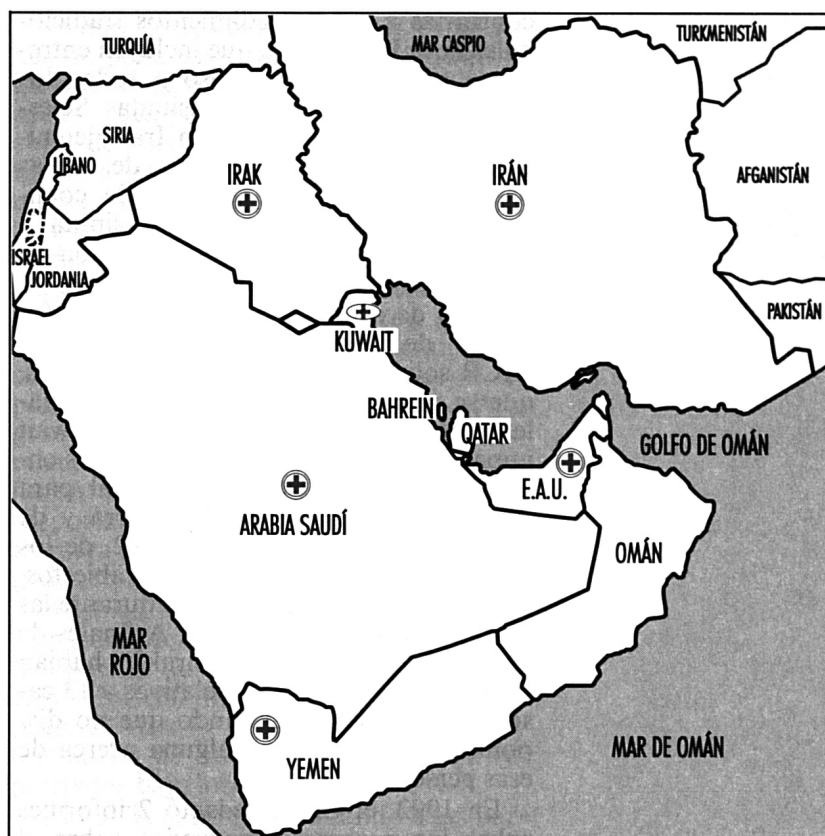 TURQUÍA
MAR CASPIO
TURKMENISTÁN
SIRIA
LÍBANO
IRAK
IRÁN
AFGANISTÁN
ISRAEL
JORDANIA
PAKISTÁN
KUWAIT
BAHREIN
QATAR
GOLFO DE OMÁN
E.A.U.
ARABIA SAUDÍ
OMÁN
MAR
ROJO
YEMEN
MAR DE OMÁN